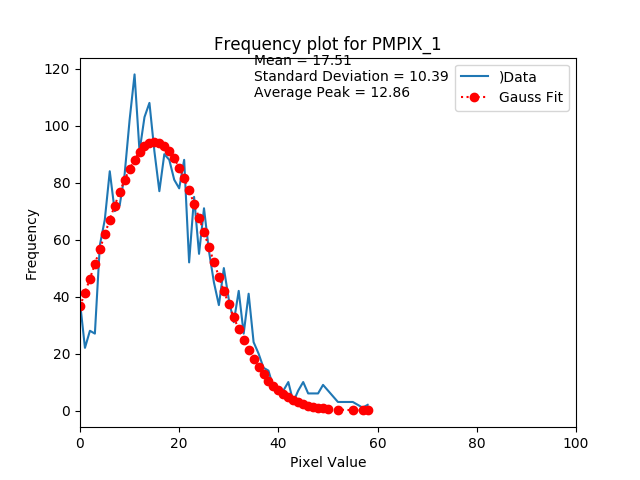 Frequency plot for PMPIX_1
Mean = 17.51
Standard Deviation = 10.39
Average Peak = 12.86
)Data
Gauss Fit
Frequency
120
100
80
60
40
20
0
0 20 40 60 80 100
Pixel Value